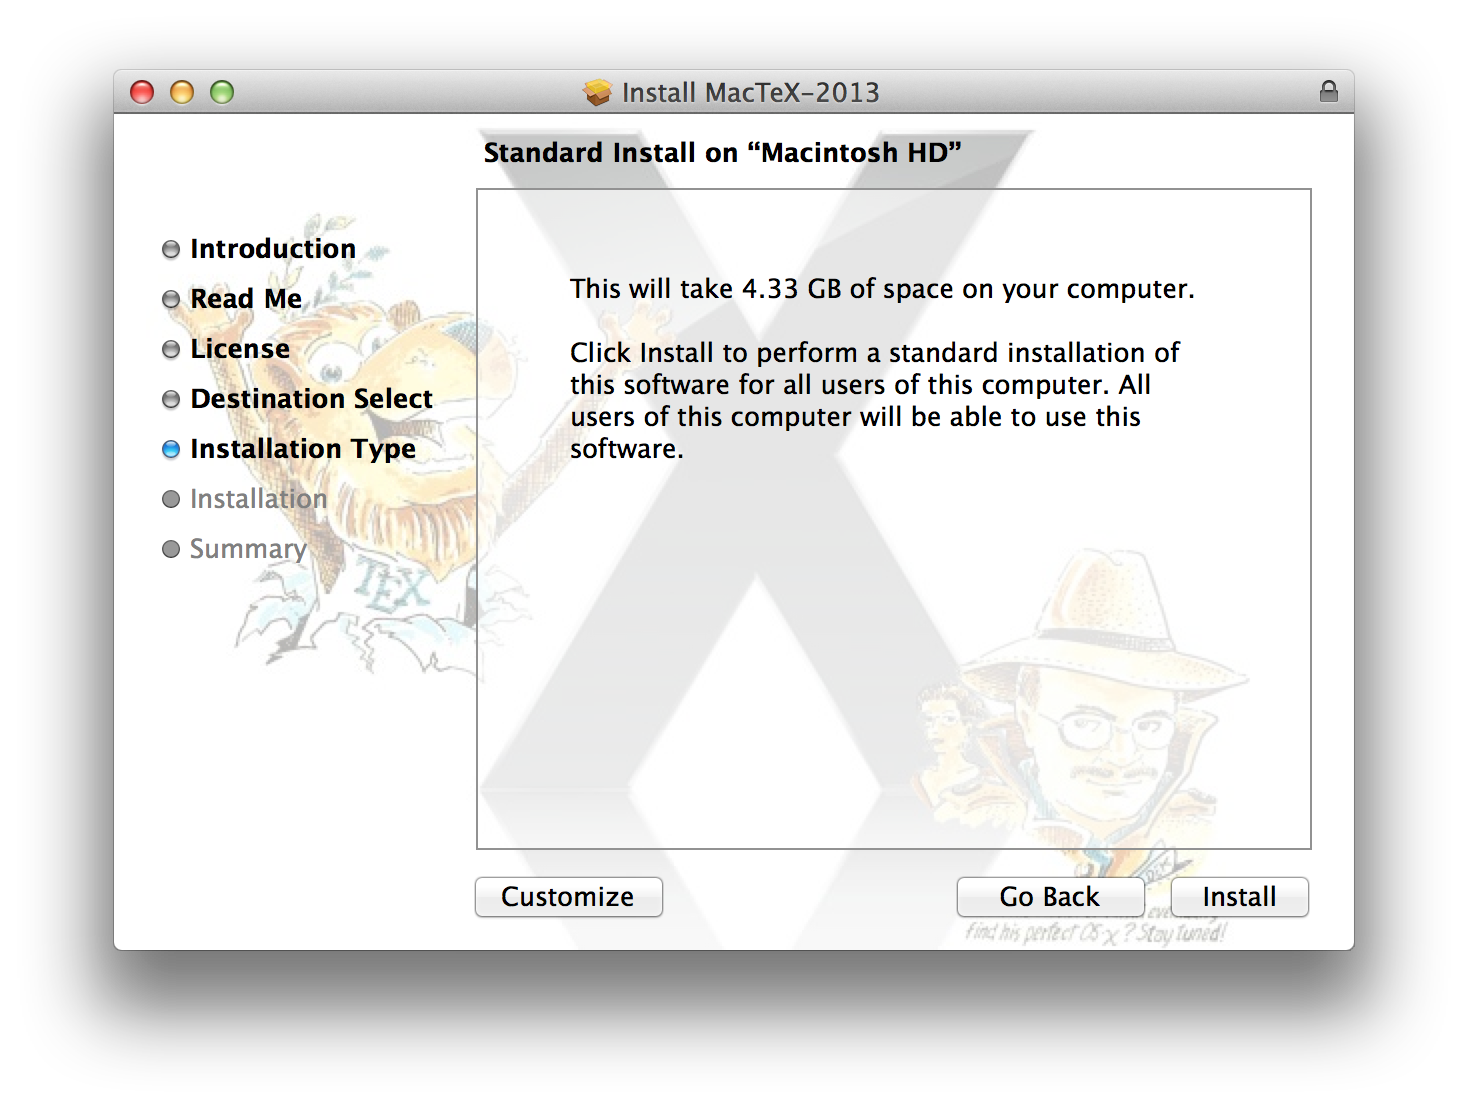 Install MacTeX-2013
Standard Install on “Macintosh HD”
Introduction
Read Me
License
Destination Select
Installation Type
Installation
Summary
This will take 4.33 GB of space on your computer.
Click Install to perform a standard installation of
this software for all users of this computer. All
users of this computer will be able to use this
software.
TEX
Customize
Go Back
Install
find his perfect OS-X? Stay tuned!